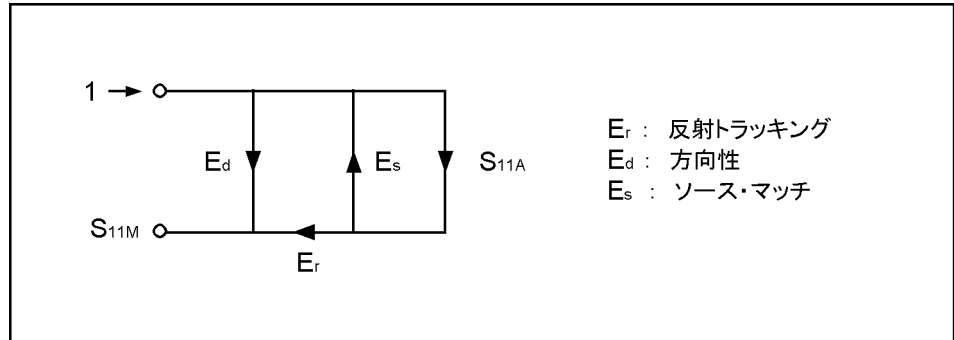 1
Ed
Es
S11A
S11M
Er
Er : 反射トラッキング
Ed : 方向性
Es : ソース・マッチ